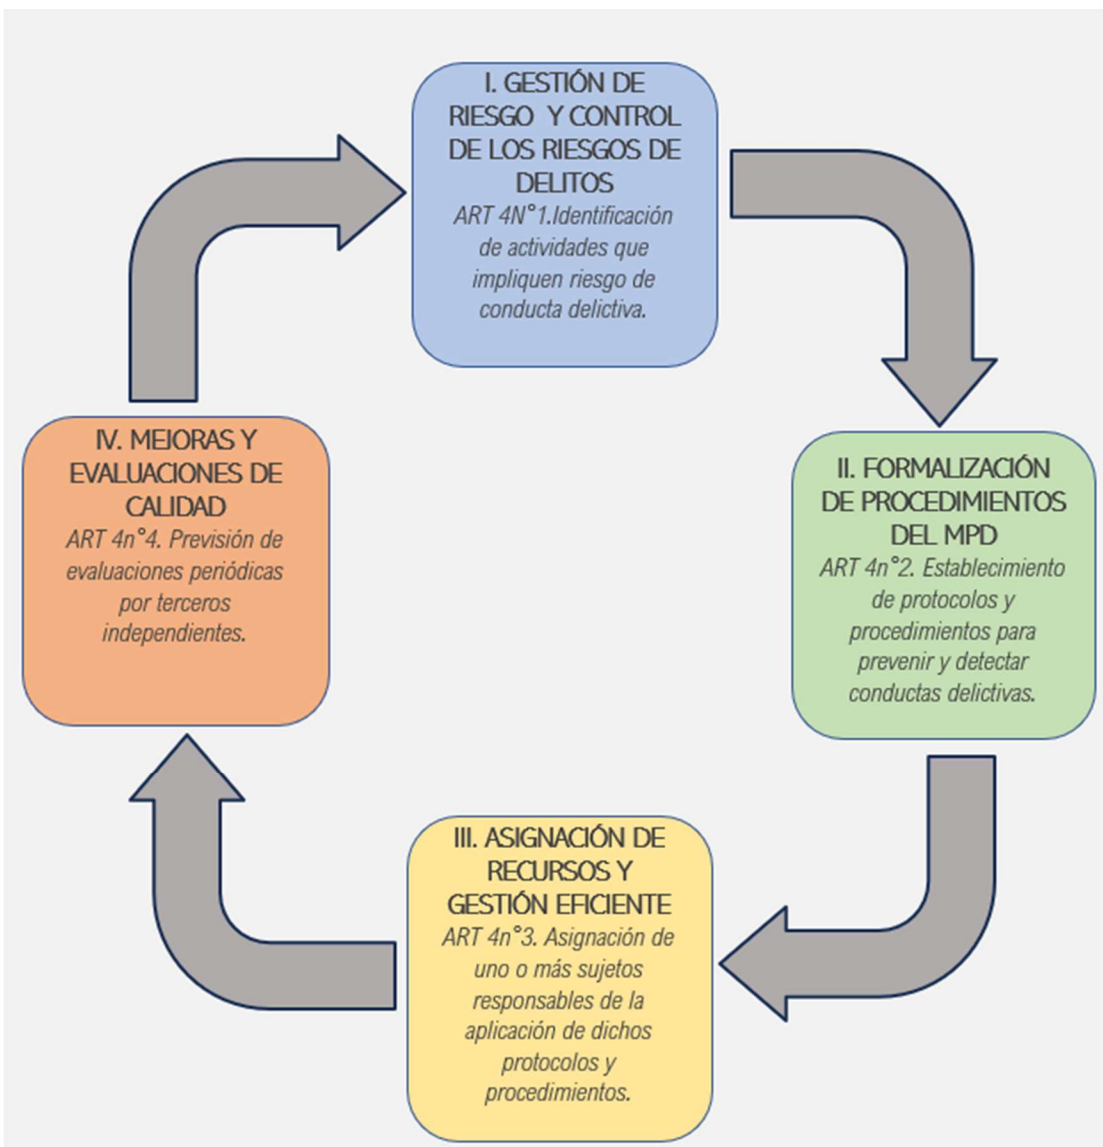 I. GESTIÓN DE
RIESGO Y CONTROL
DE LOS RIESGOS DE
DELITOS
ART 4N°1.Identificación
de actividades que
impliquen riesgo de
conducta delictiva.
II. FORMALIZACIÓN
DE PROCEDIMIENTOS
DEL MPD
ART 4n°2. Establecimiento
de protocolos y
procedimientos para
prevenir y detectar
conductas delictivas.
III. ASIGNACIÓN DE
RECURSOS Y
GESTIÓN EFICIENTE
ART 4n°3. Asignación de
uno o más sujetos
responsables de la
aplicación de dichos
protocolos y
procedimientos.
IV. MEJORAS Y
EVALUACIONES DE
CALIDAD
ART 4n°4. Previsión de
evaluaciones periódicas
por terceros
independientes.